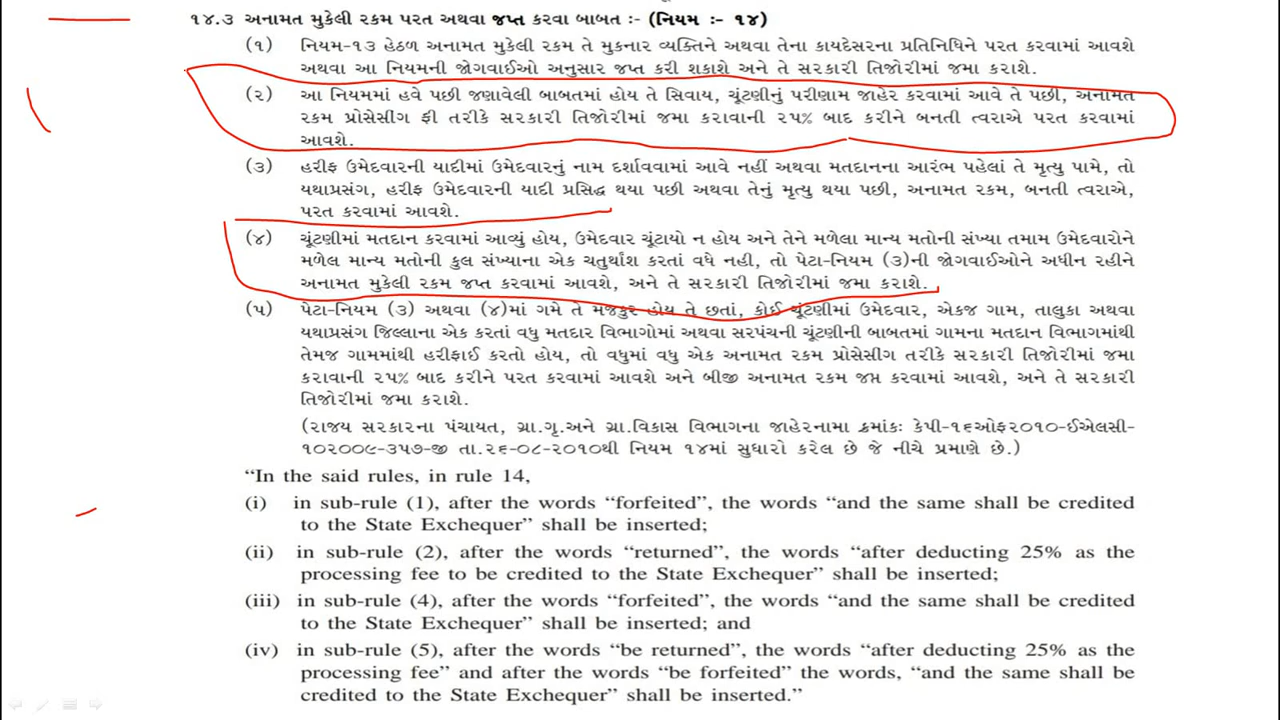 ૧૪.૩ અનામત મુકેલી રકમ પરત અથવા જપ્ત કરવા બાબત :- (નિયમ :- ૧૪)
(૧) નિયમ-૧૩ હેઠળ અનામત મુકેલી રકમ તે મુકનાર વ્યક્તિને અથવા તેના કાયદેસરના પ્રતિનિધિને પરત કરવામાં આવશે
અથવા આ નિયમની જોગવાઈઓ અનુસાર જપ્ત કરી શકાશે અને તે સરકારી તિજોરીમાં જમા કરાશે.
(૨) આ નિયમમાં હવે પછી જણાવેલી બાબતમાં હોય તે સિવાય, ચૂંટણીનું પરીણામ જાહેર કરવામાં આવે તે પછી, અનામત
રકમ પ્રોસેસીગ ફી તરીકે સરકારી તિજોરીમાં જમા કરાવાની ૨૫% બાદ કરીને બનતી ત્વરાએ પરત કરવામાં
આવશે.
(૩) હરીફ ઉમેદવારની યાદીમાં ઉમેદવારનું નામ દર્શાવવામાં આવે નહીં અથવા મતદાનના આરંભ પહેલાં તે મૃત્યુ પામે, તો
યથાપ્રસંગ, હરીફ ઉમેદવારની યાદી પ્રસિદ્ધ થયા પછી અથવા તેનું મૃત્યુ થયા પછી, અનામત રકમ, બનતી ત્વરાએ,
પરત કરવામાં આવશે.
(૪) ચૂંટણીમાં મતદાન કરવામાં આવ્યું હોય, ઉમેદવાર ચૂંટાયો ન હોય અને તેને મળેલા માન્ય મતોની સંખ્યા તમામ ઉમેદવારોને
મળેલ માન્ય મતોની કુલ સંખ્યાના એક ચતુર્થાંશ કરતાં વધે નહી, તો પેટા-નિયમ (૩)ની જોગવાઈઓને અધીન રહીને
અનામત મુકેલી રકમ જપ્ત કરવામાં આવશે, અને તે સરકારી તિજોરીમાં જમા કરાશે.
(૫) પેટા-નિયમ (૩) અથવા (૪)માં ગમે તે મજકુર હોય તે છતાં, કોઈ ચૂંટણીમાં ઉમેદવાર, એકજ ગામ, તાલુકા અથવા
યથાપ્રસંગ જિલ્લાના એક કરતાં વધુ મતદાર વિભાગોમાં અથવા સરપંચની ચૂંટણીની બાબતમાં ગામના મતદાન વિભાગમાંથી
તેમજ ગામમાંથી હરીફાઈ કરતો હોય, તો વધુમાં વધુ એક અનામત રકમ પ્રોસેસીગ તરીકે સરકારી તિજોરીમાં જમા
કરાવાની ૨૫% બાદ કરીને પરત કરવામાં આવશે અને બીજી અનામત રકમ જપ્ત કરવામાં આવશે, અને તે સરકારી
તિજોરીમાં જમા કરાશે.
(રાજય સરકારના પંચાયત, ગ્રા.ગૃ.અને ગ્રા.વિકાસ વિભાગના જાહેરનામા ક્રમાંકઃ કેપી-૧૬ઓફ૨૦૧૦-ઈએલસી-
૧૦૨૦૦૯-૩૫૭-જી તા.૨૬-૦૮-૨૦૧૦થી નિયમ ૧૪માં સુધારો કરેલ છે જે નીચે પ્રમાણે છે.)
“In the said rules, in rule 14,
(i) in sub-rule (1), after the words “forfeited”, the words “and the same shall be credited
to the State Exchequer” shall be inserted;
(ii) in sub-rule (2), after the words “returned”, the words “after deducting 25% as the
processing fee to be credited to the State Exchequer” shall be inserted;
(iii) in sub-rule (4), after the words “forfeited”, the words “and the same shall be credited
to the State Exchequer” shall be inserted; and
(iv) in sub-rule (5), after the words “be returned”, the words “after deducting 25% as the
processing fee” and after the words “be forfeited” the words, “and the same shall be
credited to the State Exchequer” shall be inserted.”